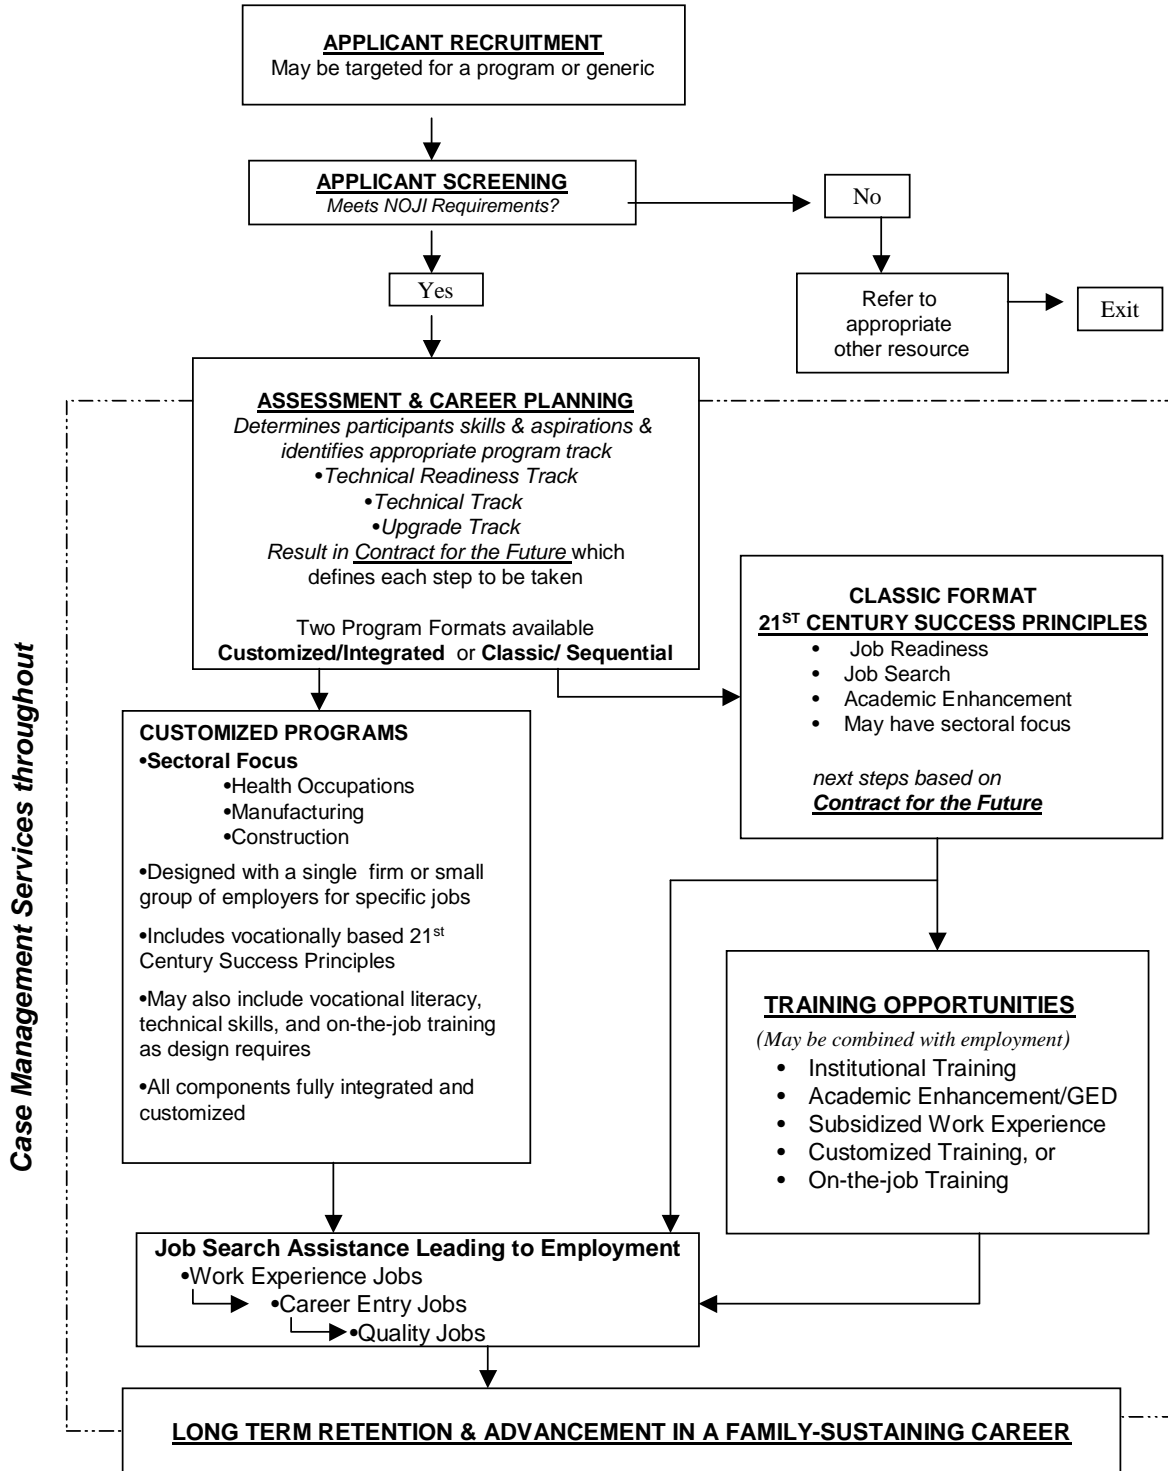 APPLICANT RECRUITMENT
May be targeted for a program or generic
APPLICANT SCREENING
Meets NOJI Requirements?
No
Yes
Refer to
appropriate
other resource
Exit
ASSESSMENT & CAREER PLANNING
Determines participants skills & aspirations &
identifies appropriate program track
•Technical Readiness Track
•Technical Track
•Upgrade Track
Result in Contract for the Future which
defines each step to be taken
Two Program Formats available
Customized/Integrated or Classic/ Sequential
Case Management Services throughout
CLASSIC FORMAT
21ST CENTURY SUCCESS PRINCIPLES
• Job Readiness
• Job Search
• Academic Enhancement
• May have sectoral focus
next steps based on
Contract for the Future
CUSTOMIZED PROGRAMS
•Sectoral Focus
•Health Occupations
•Manufacturing
•Construction
•Designed with a single firm or small
group of employers for specific jobs
•Includes vocationally based 21st
Century Success Principles
•May also include vocational literacy,
technical skills, and on-the-job training
as design requires
•All components fully integrated and
customized
TRAINING OPPORTUNITIES
(May be combined with employment)
• Institutional Training
• Academic Enhancement/GED
• Subsidized Work Experience
• Customized Training, or
• On-the-job Training
Job Search Assistance Leading to Employment
•Work Experience Jobs
•Career Entry Jobs
•Quality Jobs
LONG TERM RETENTION & ADVANCEMENT IN A FAMILY-SUSTAINING CAREER